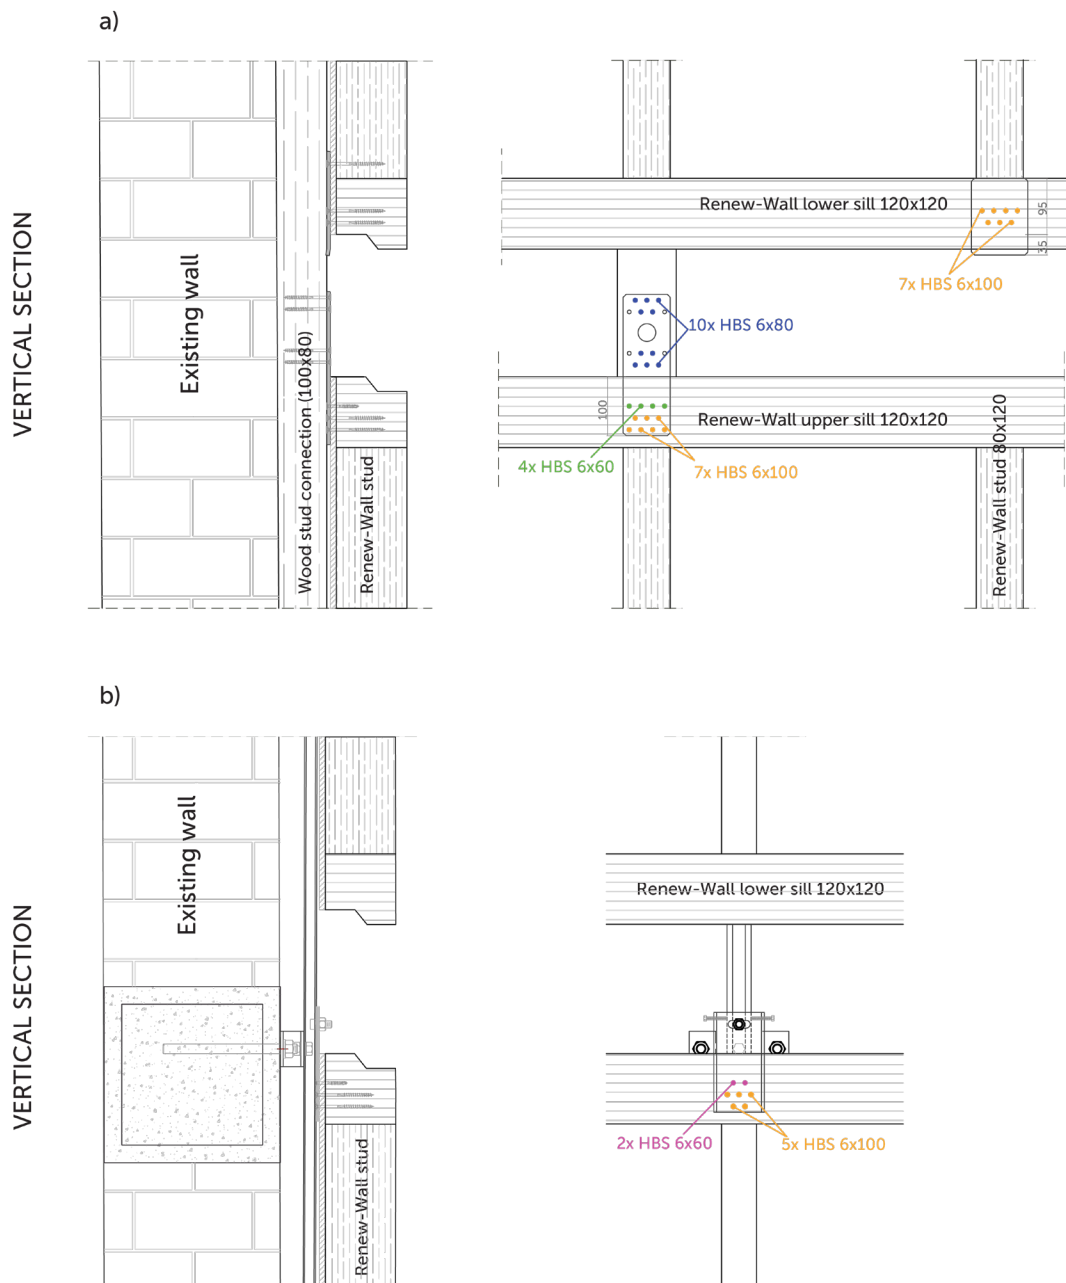 a)
VERTICAL SECTION
Existing wall
Wood stud connection (100x80)
Renew-Wall stud
Renew-Wall lower sill 120x120
95
35
7x HBS 6x100
10x HBS 6x80
100
Renew-Wall upper sill 120x120
4x HBS 6x60
7x HBS 6x100
Renew-Wall stud 80x120
b)
VERTICAL SECTION
Existing wall
Renew-Wall stud
Renew-Wall lower sill 120x120
2x HBS 6x60
5x HBS 6x100